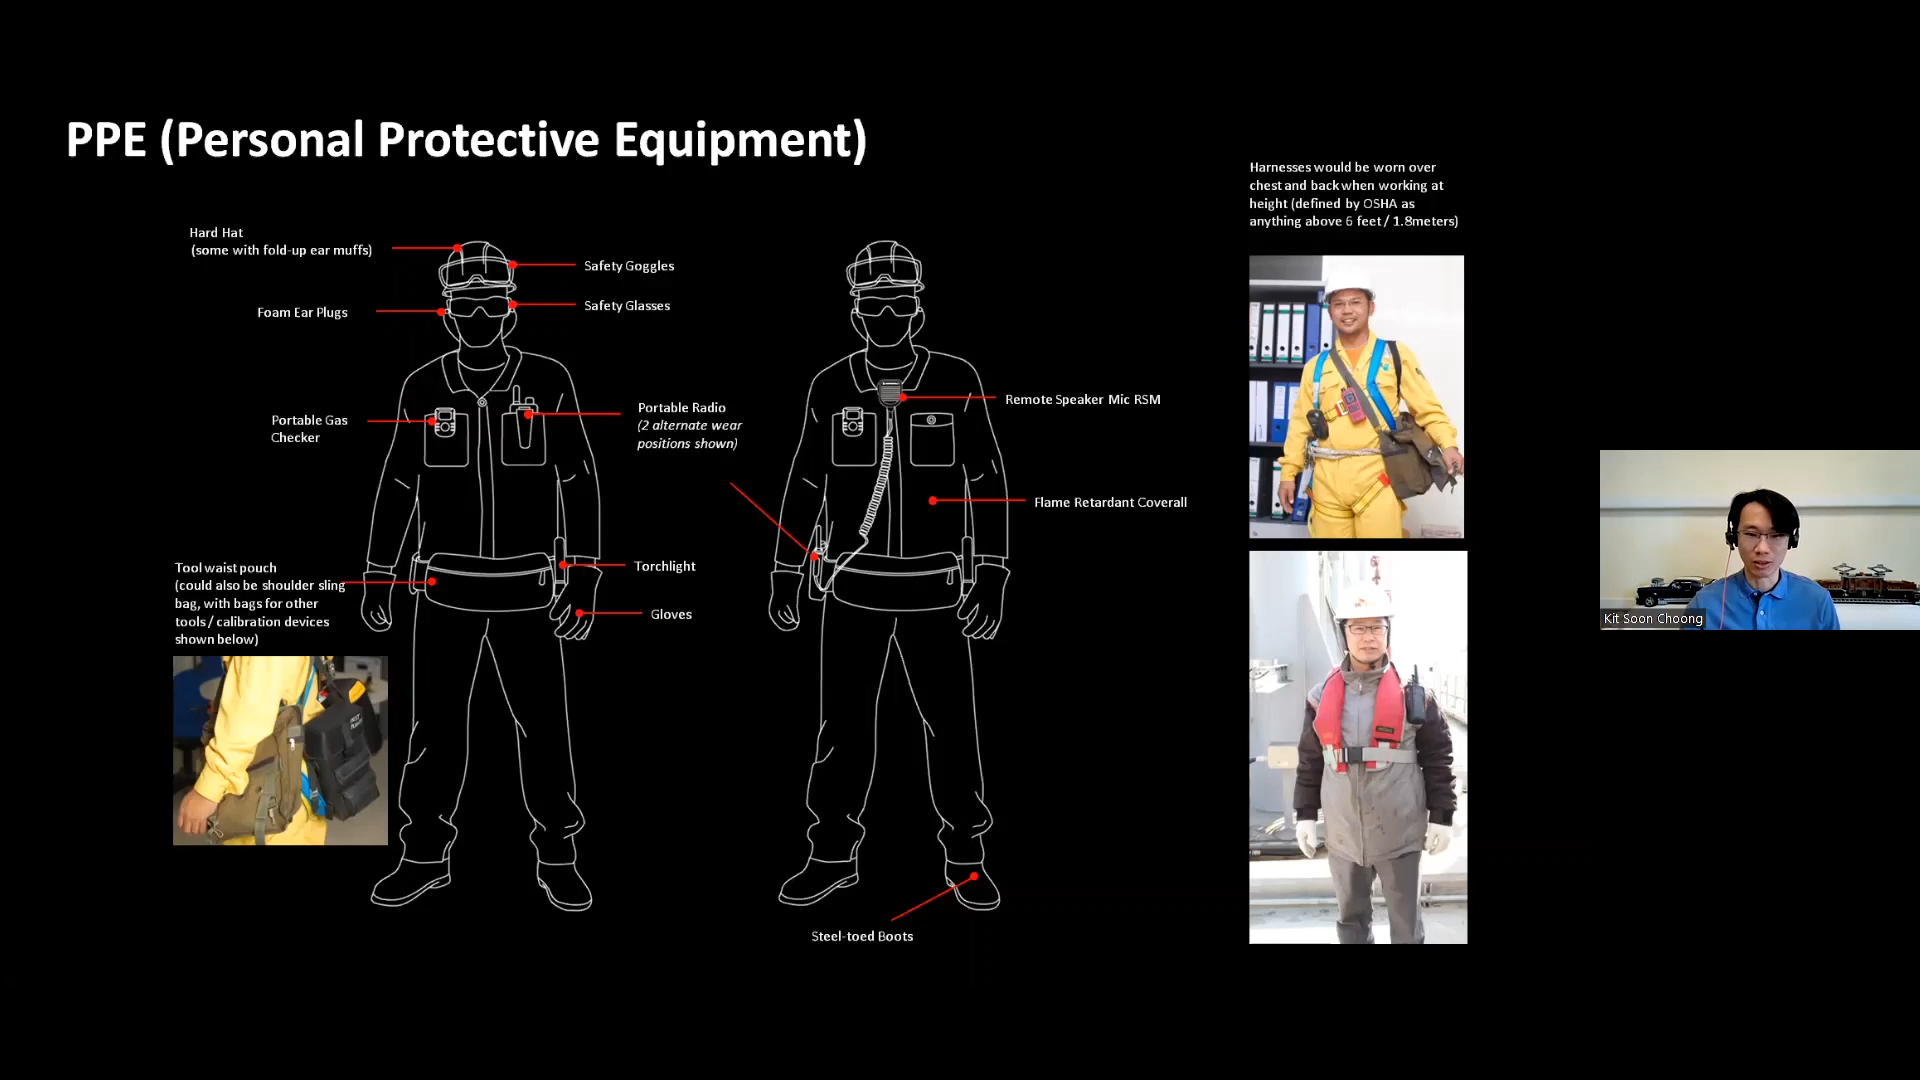 PPE (Personal Protective Equipment)
Harnesses would be worn over
chest and back when working at
height (defined by OSHA as
anything above 6 feet / 1.8meters)
Hard Hat
(some with fold-up ear muffs)
Safety Goggles
Foam Ear Plugs
Safety Glasses
Portable Gas
Checker
Portable Radio
(2 alternate wear
positions shown)
Remote Speaker Mic RSM
Flame Retardant Coverall
Tool waist pouch
(could also be shoulder sling
bag, with bags for other
tools / calibration devices
shown below)
Torchlight
Gloves
Steel-toed Boots
Kit Soon Choong